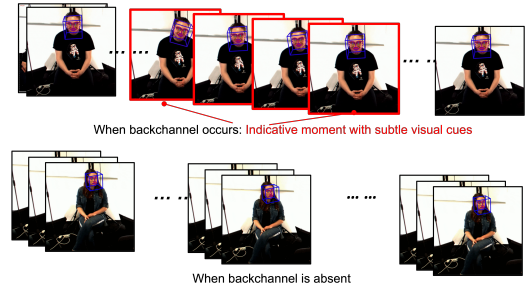 ... ...
... ...
When backchannel occurs: Indicative moment with subtle visual cues
... ...
... ...
When backchannel is absent